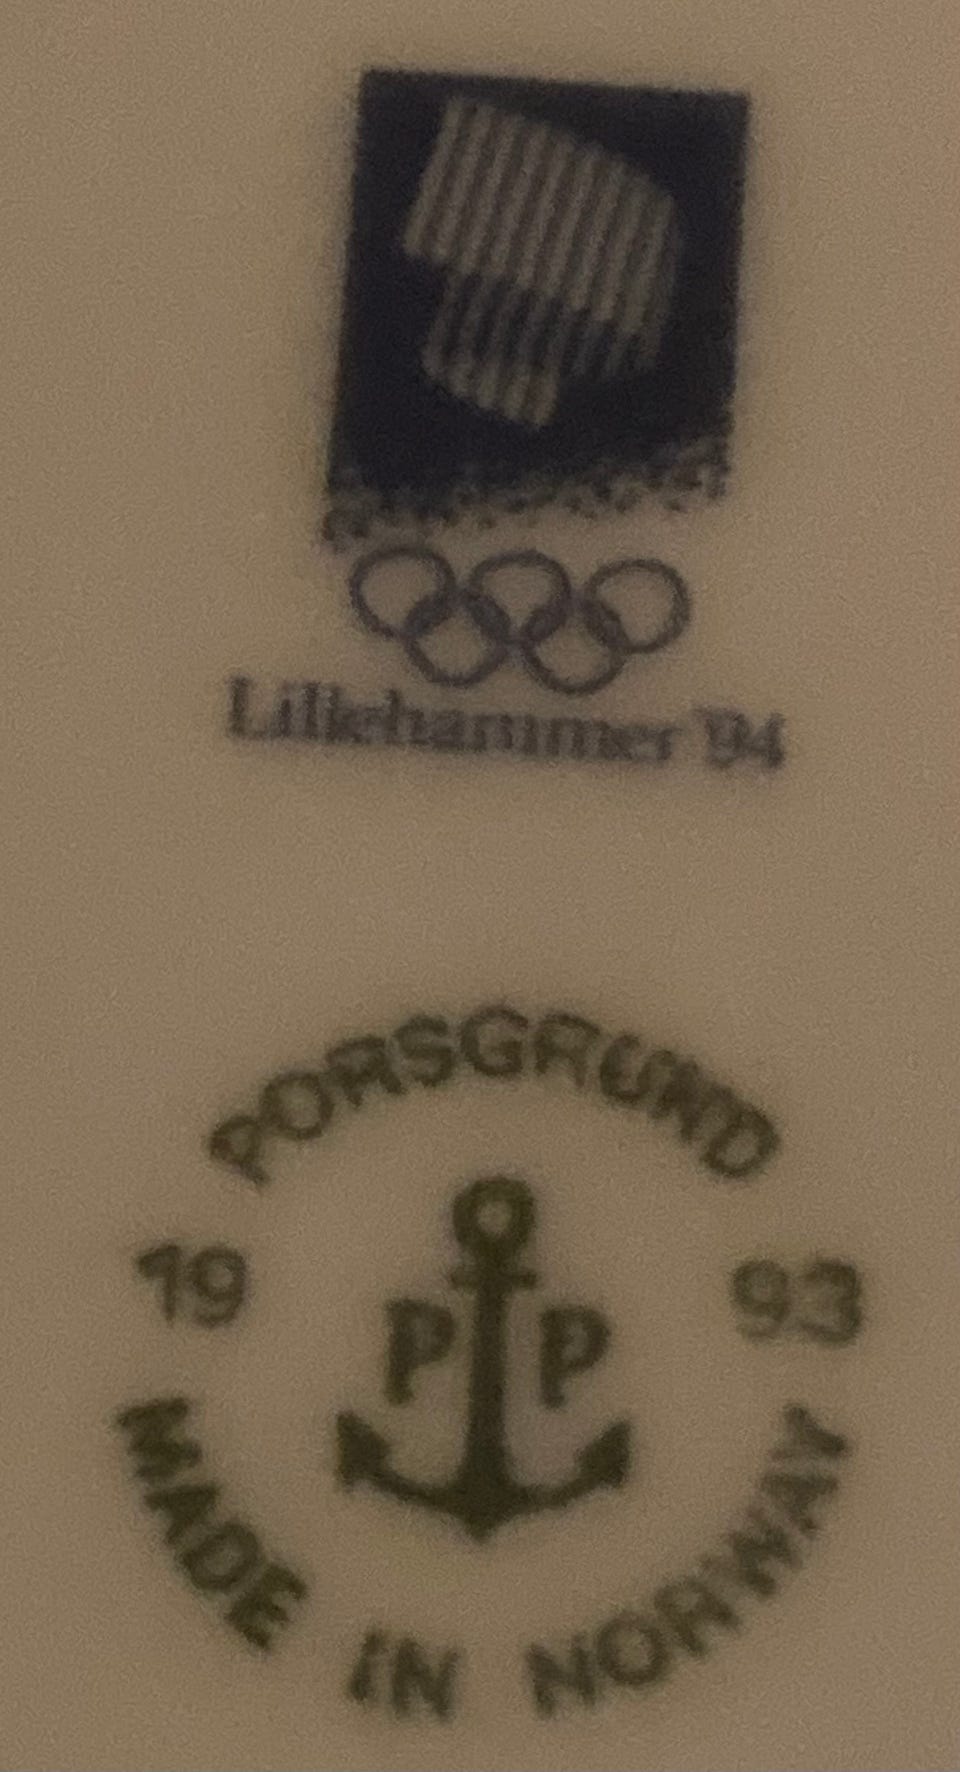 Lillehammer '94
PORSGRUND
19 93
P P
MADE IN NORWAY